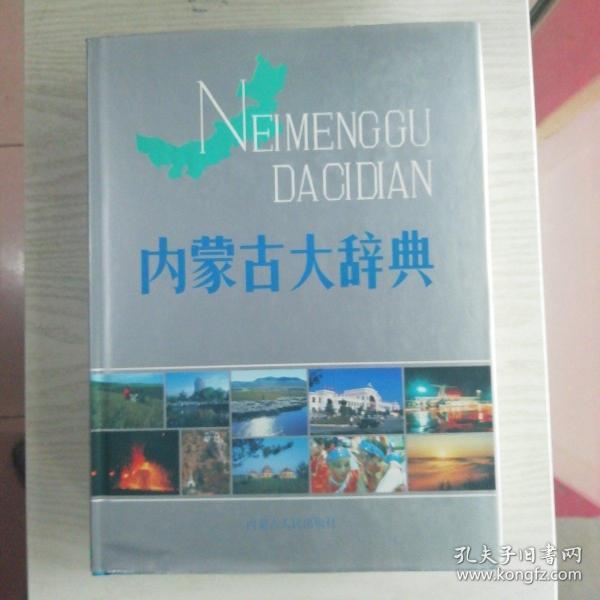 NEIMENGGU
DACIDIAN
内蒙古大辞典
内蒙古人民出版社
孔夫子旧书网
www.kongfz.com